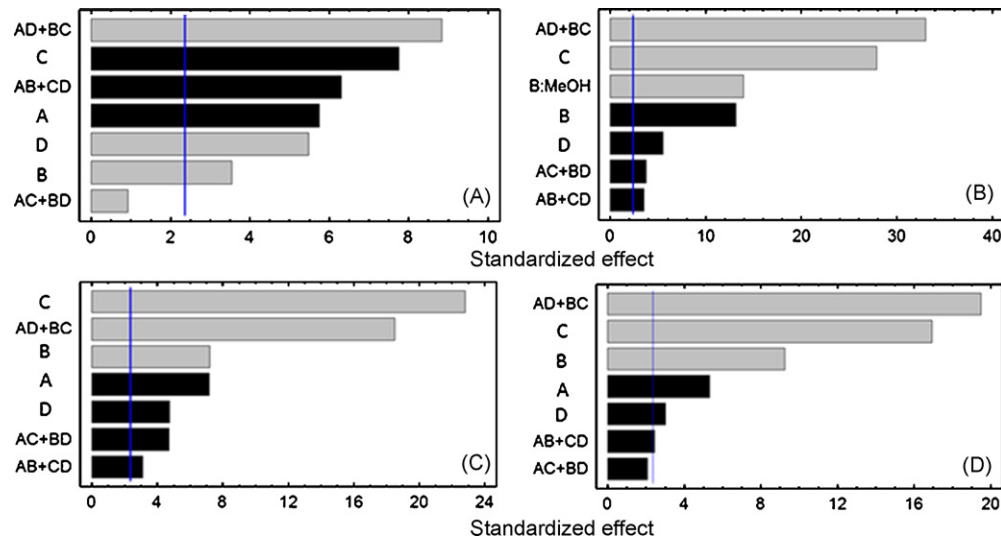 AD+BC
C
AB+CD
A
D
B
AC+BD
(A)
0 2 4 6 8 10
AD+BC
C
B:MeOH
B
D
AC+BD
AB+CD
(B)
0 10 20 30 40
Standardized effect
C
AD+BC
B
A
D
AC+BD
AB+CD
(C)
0 4 8 12 16 20 24
AD+BC
C
B
A
D
AB+CD
AC+BD
(D)
0 4 8 12 16 20
Standardized effect